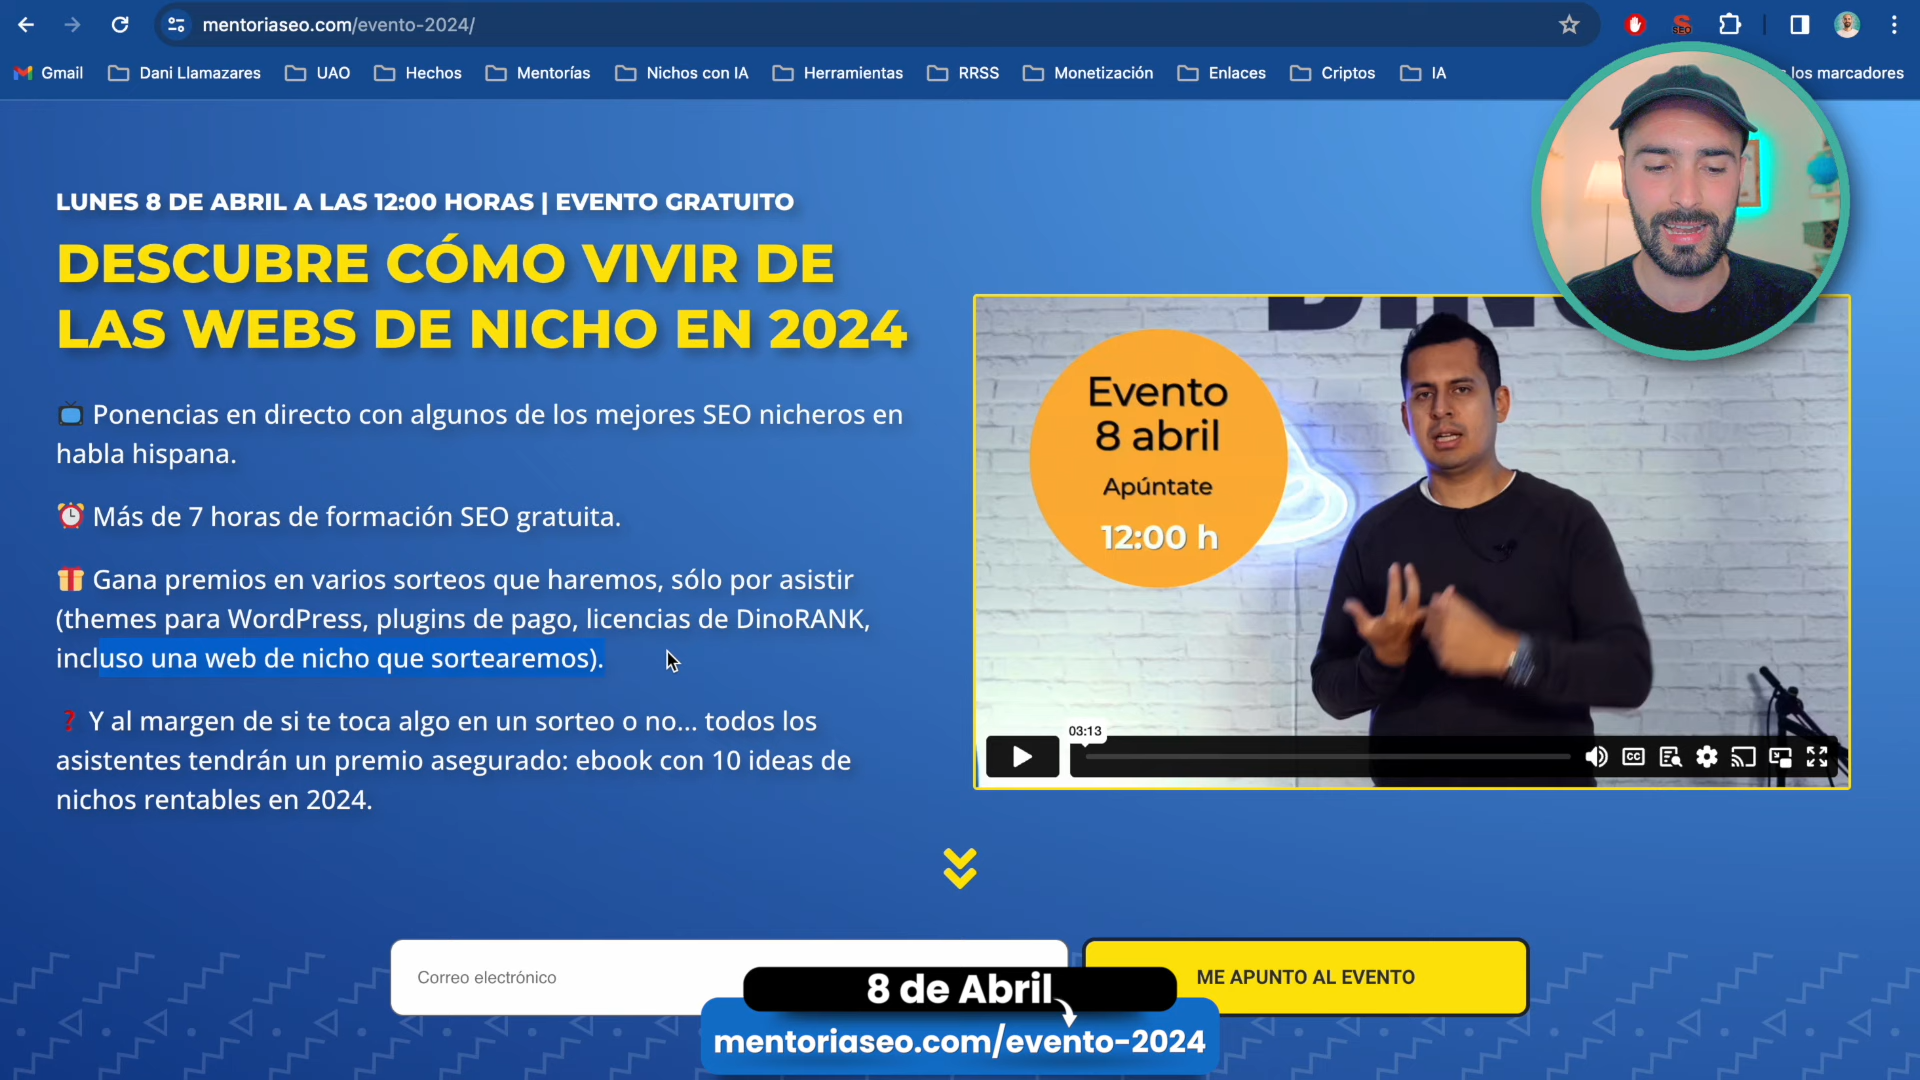 mentoriaseo.com/evento-2024/
SEO
Gmail
Dani Llamazares
UAO
Hechos
Mentorías
Nichos con IA
Herramientas
RRSS
Monetización
Enlaces
Criptos
IA
los marcadores
LUNES 8 DE ABRIL A LAS 12:00 HORAS | EVENTO GRATUITO
DESCUBRE CÓMO VIVIR DE
LAS WEBS DE NICHO EN 2024
Ponencias en directo con algunos de los mejores SEO nicheros en
habla hispana.
Más de 7 horas de formación SEO gratuita.
Gana premios en varios sorteos que haremos, sólo por asistir
(themes para WordPress, plugins de pago, licencias de DinoRANK,
incluso una web de nicho que sortearemos).
❓ Y al margen de si te toca algo en un sorteo o no... todos los
asistentes tendrán un premio asegurado: ebook con 10 ideas de
nichos rentables en 2024.
Evento
8 abril
Apúntate
12:00 h
03:13
CC
Correo electrónico
ME APUNTO AL EVENTO
8 de Abril
mentoriaseo.com/evento-2024